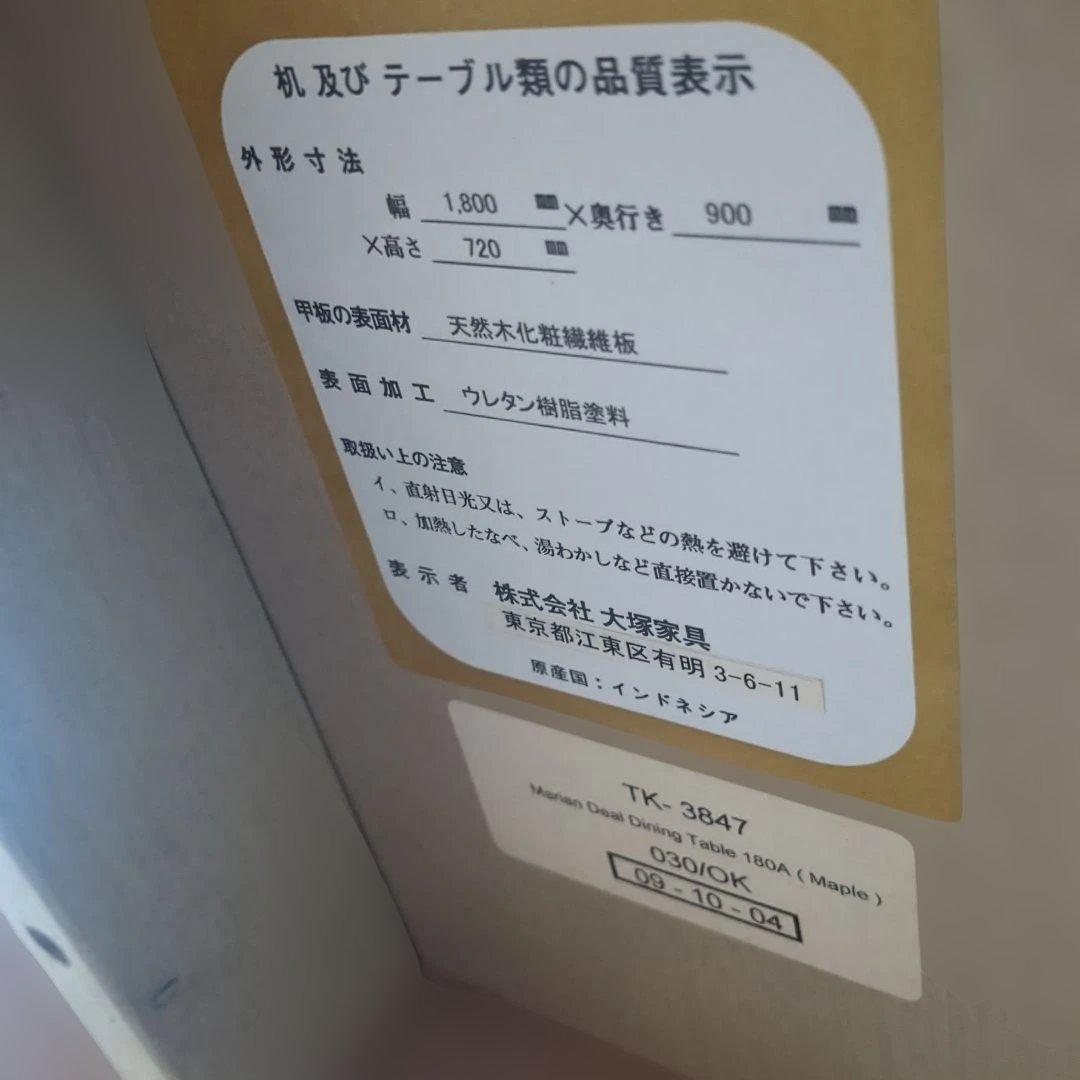 机及びテーブル類の品質表示
外形寸法
幅 1,800 mm×奥行き 900 mm
×高さ 720 mm
甲板の表面材 天然木化粧繊維板
表面加工 ウレタン樹脂塗料
取扱い上の注意
イ、直射日光又は、ストーブなどの熱を避けて下さい。
ロ、加熱したなべ、湯わかしなど直接置かないで下さい。
表示者 株式会社 大塚家具
東京都江東区有明 3-6-11
原産国：インドネシア
TK- 3847
Marian Deal Dining Table 180A ( Maple )
030/OK
09 - 10 - 04